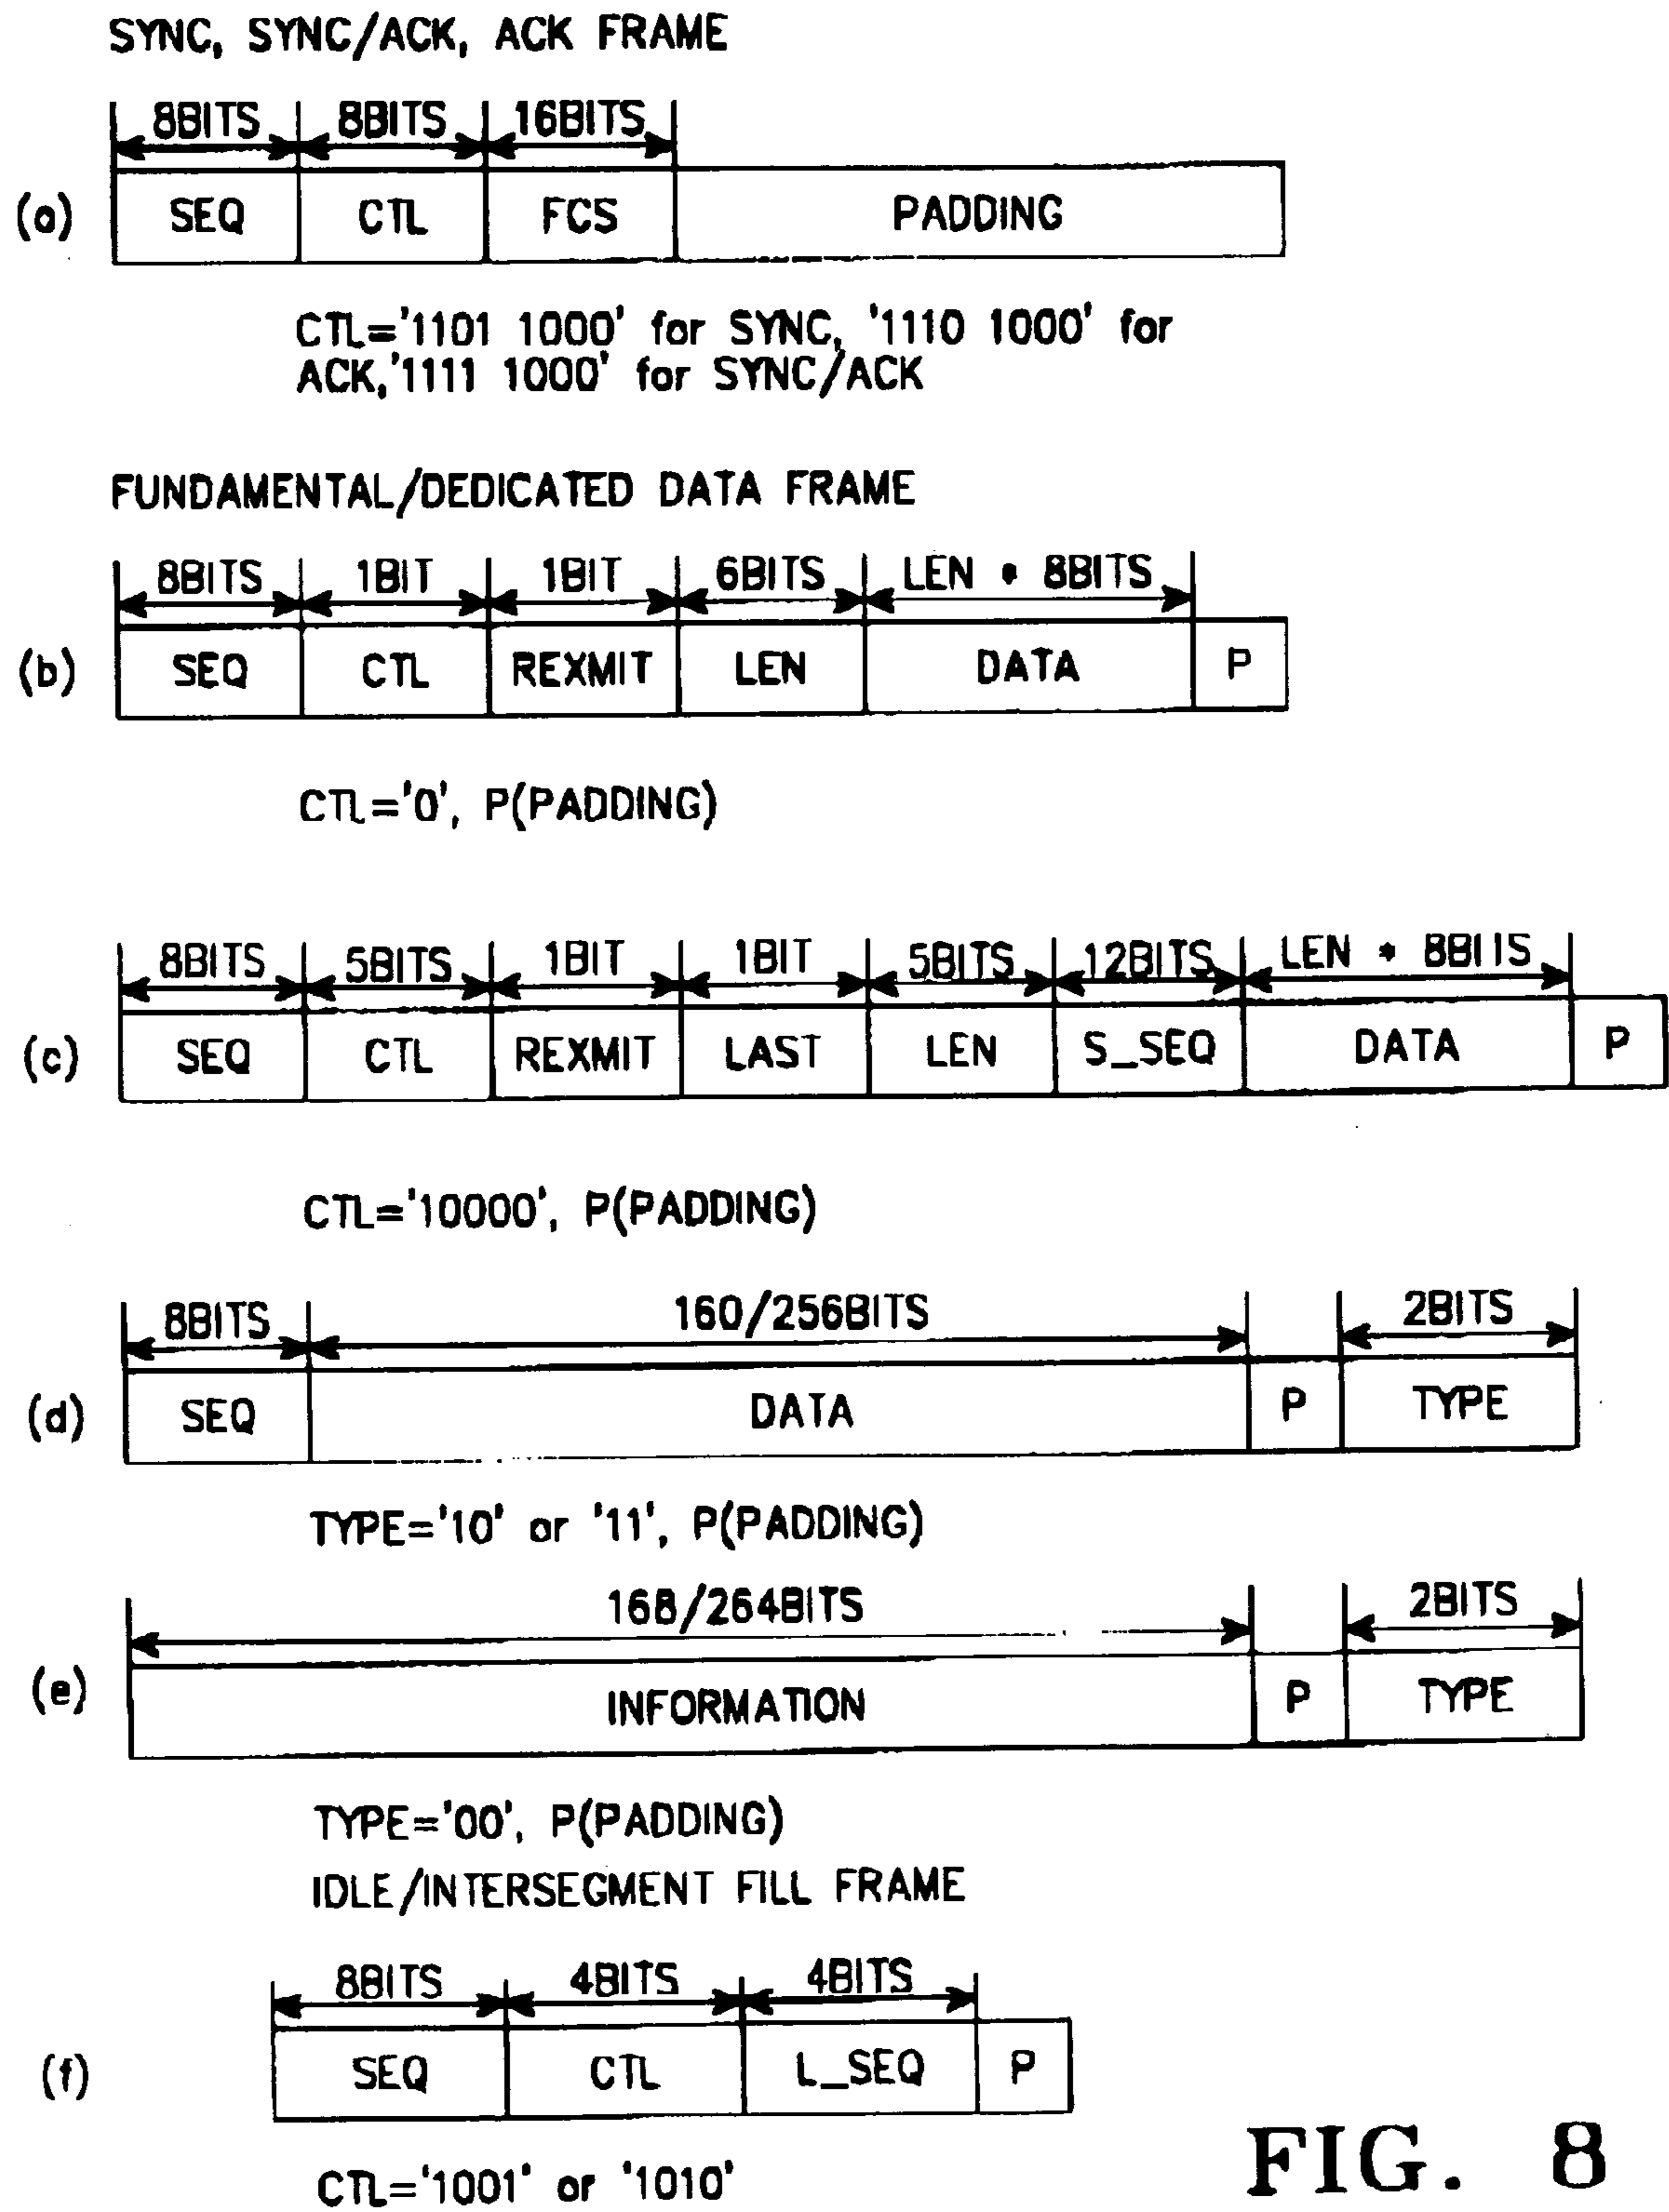 SYNC, SYNC/ACK, ACK FRAME
8BITS 8BITS 16BITS
(a) SEQ CTL FCS PADDING
CTL='1101 1000' for SYNC, '1110 1000' for
ACK,'1111 1000' for SYNC/ACK
FUNDAMENTAL/DEDICATED DATA FRAME
8BITS 1BIT 1BIT 6BITS LEN * 8BITS
(b) SEQ CTL REXMIT LEN DATA P
CTL='0', P(PADDING)
8BITS 5BITS 1BIT 1BIT 5BITS 12BITS LEN * 8BITS
(c) SEQ CTL REXMIT LAST LEN S_SEQ DATA P
CTL='10000', P(PADDING)
8BITS 160/256BITS 2BITS
(d) SEQ DATA P TYPE
TYPE='10' or '11', P(PADDING)
168/264BITS 2BITS
(e) INFORMATION P TYPE
TYPE='00', P(PADDING)
IDLE/INTERSEGMENT FILL FRAME
8BITS 4BITS 4BITS
(f) SEQ CTL L_SEQ P
CTL='1001' or '1010'
FIG. 8